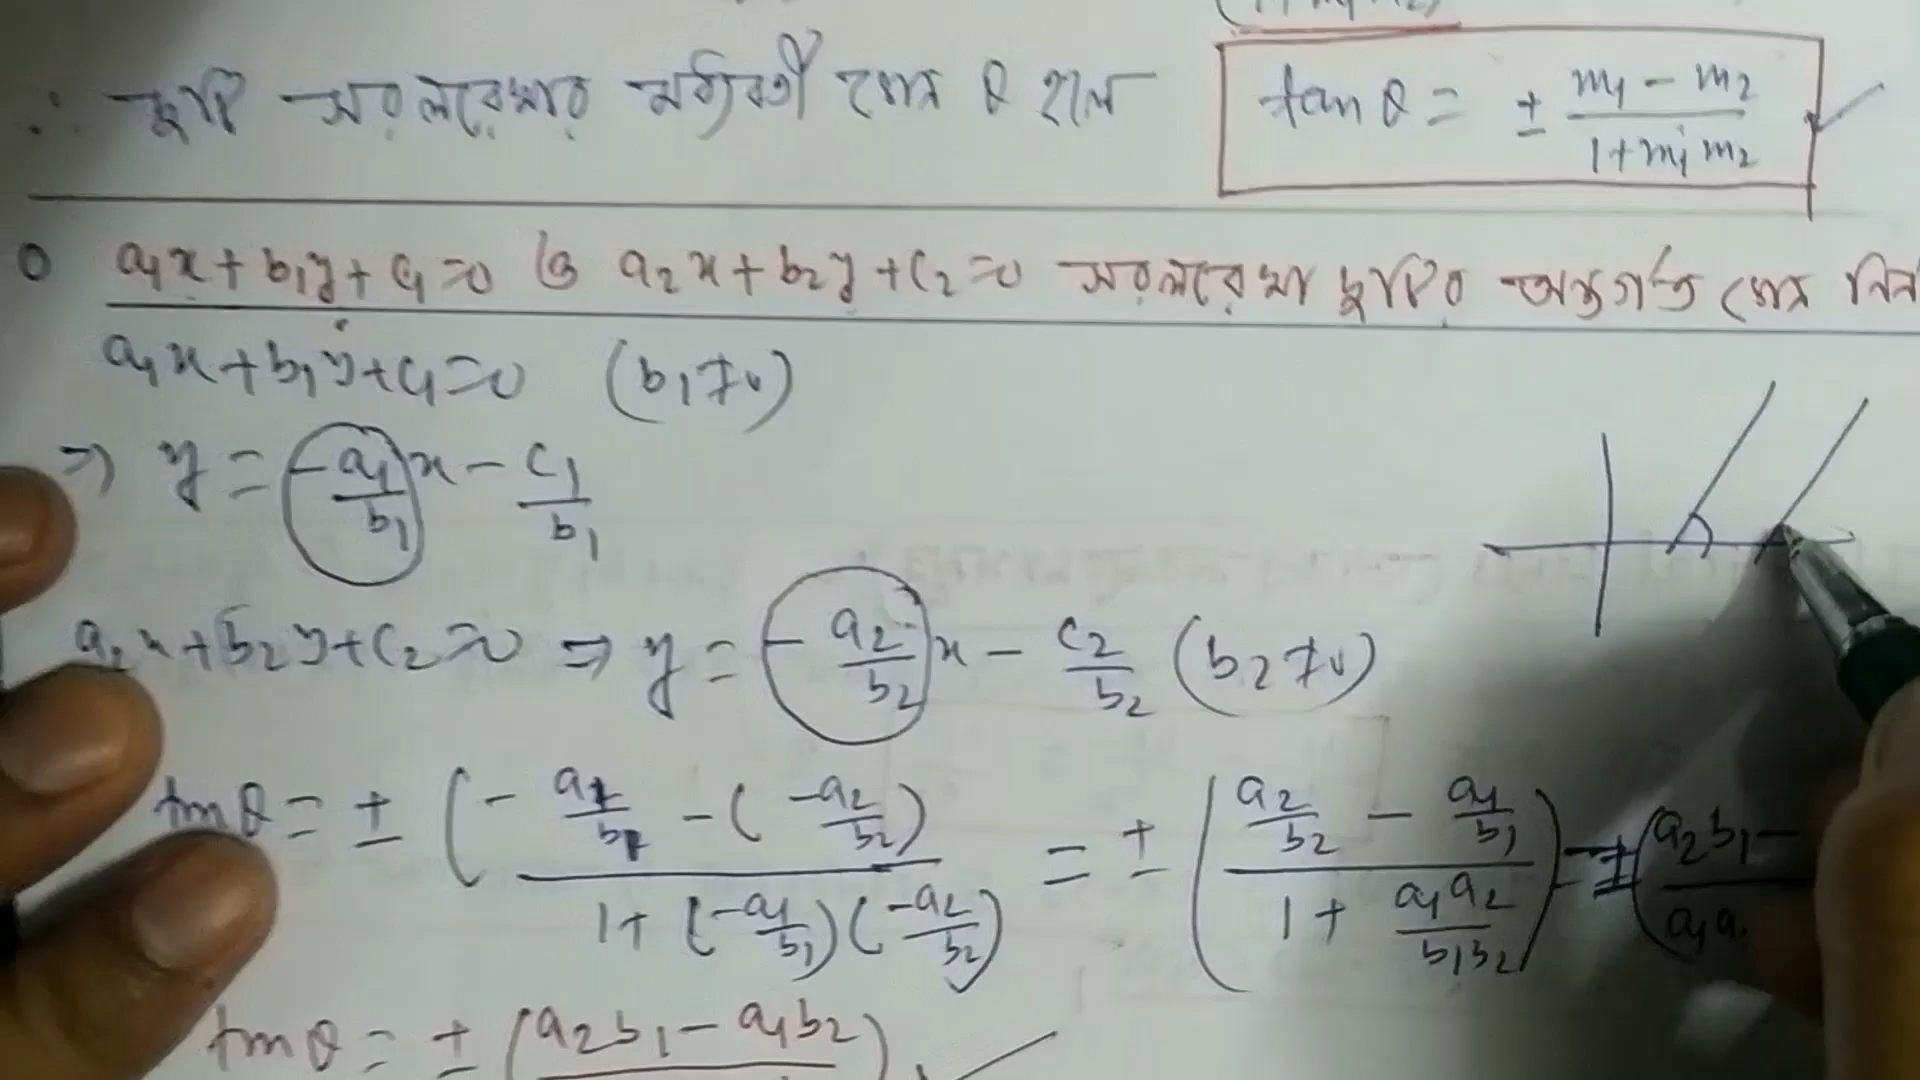 ∴ দুটি সরলরেখার মধ্যবর্তী কোণ θ হলে tan θ = ± (m₁ − m₂)/(1 + m₁ m₂)
a₁x + b₁y + c₁ = 0 ও a₂x + b₂y + c₂ = 0 সরলরেখা দুটির অন্তর্গত কোণ
a₁x + b₁y + c₁ = 0 (b₁ ≠ 0)
⇒ y = −(a₁/b₁)x − c₁/b₁
a₂x + b₂y + c₂ = 0 ⇒ y = −(a₂/b₂)x − c₂/b₂ (b₂ ≠ 0)
tan θ = ± (−a₁/b₁ − (−a₂/b₂))/(1 + (−a₁/b₁)(−a₂/b₂)) = ± ((a₂/b₂ − a₁/b₁)/(1 + a₁a₂/b₁b₂)) = ± (a₂b₁ −
tan θ = ± (a₂b₁ − a₁b₂)